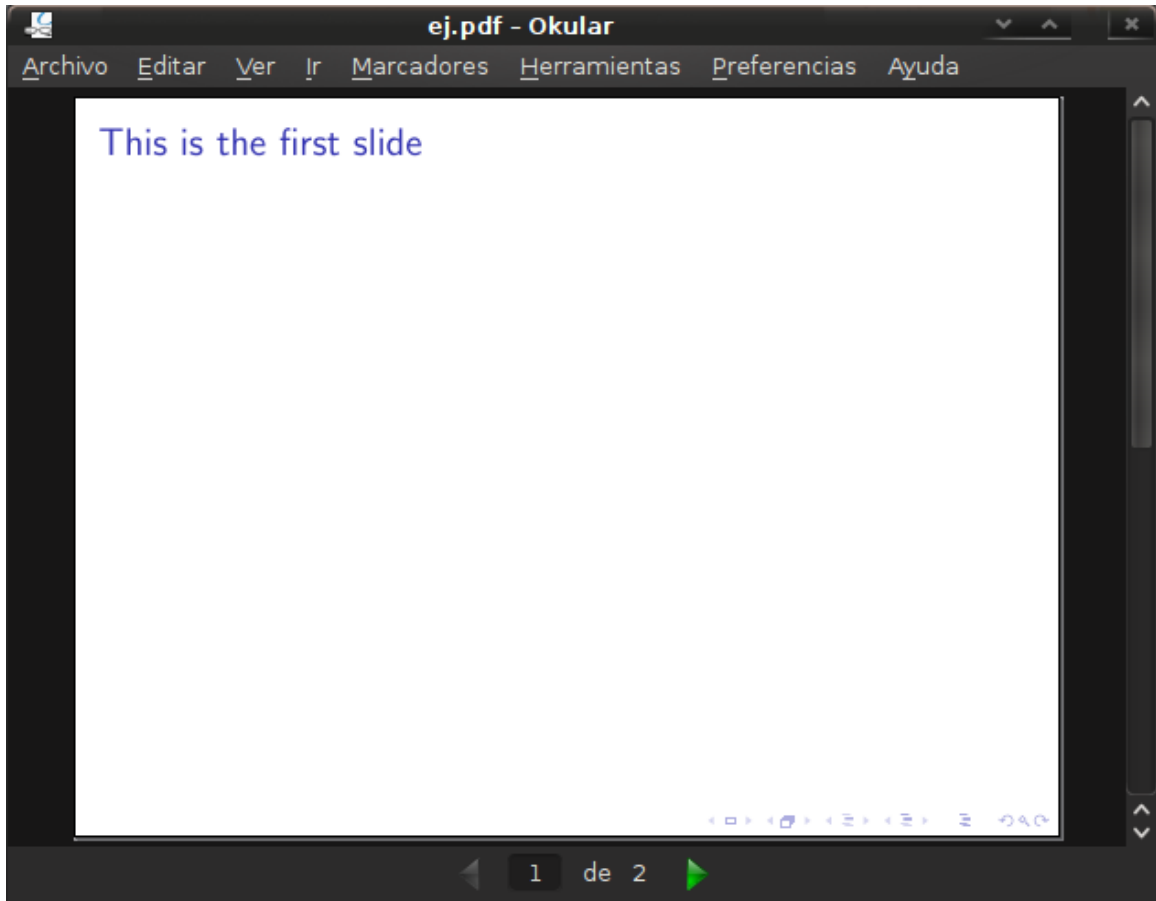 ej.pdf – Okular
Archivo Editar Ver Ir Marcadores Herramientas Preferencias Ayuda
This is the first slide
1 de 2